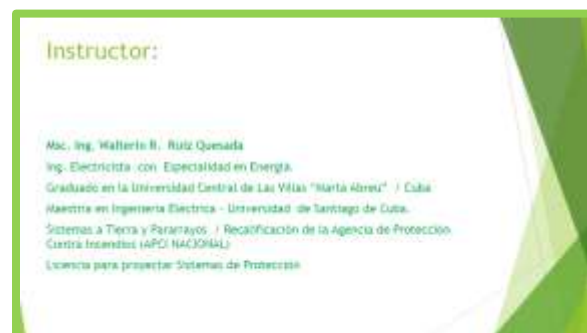 Instructor:
Msc. Ing. Walterio R. Ruiz Quesada
Ing. Electricista con Especialidad en Energía.
Graduado en la Universidad Central de Las Villas "Marta Abreu" / Cuba
Maestría en Ingeniería Eléctrica - Universidad de Santiago de Cuba.
Sistemas a Tierra y Pararrayos / Recalificación de la Agencia de Protección
Contra Incendios (APCI NACIONAL)
Licencia para proyectar Sistemas de Protección